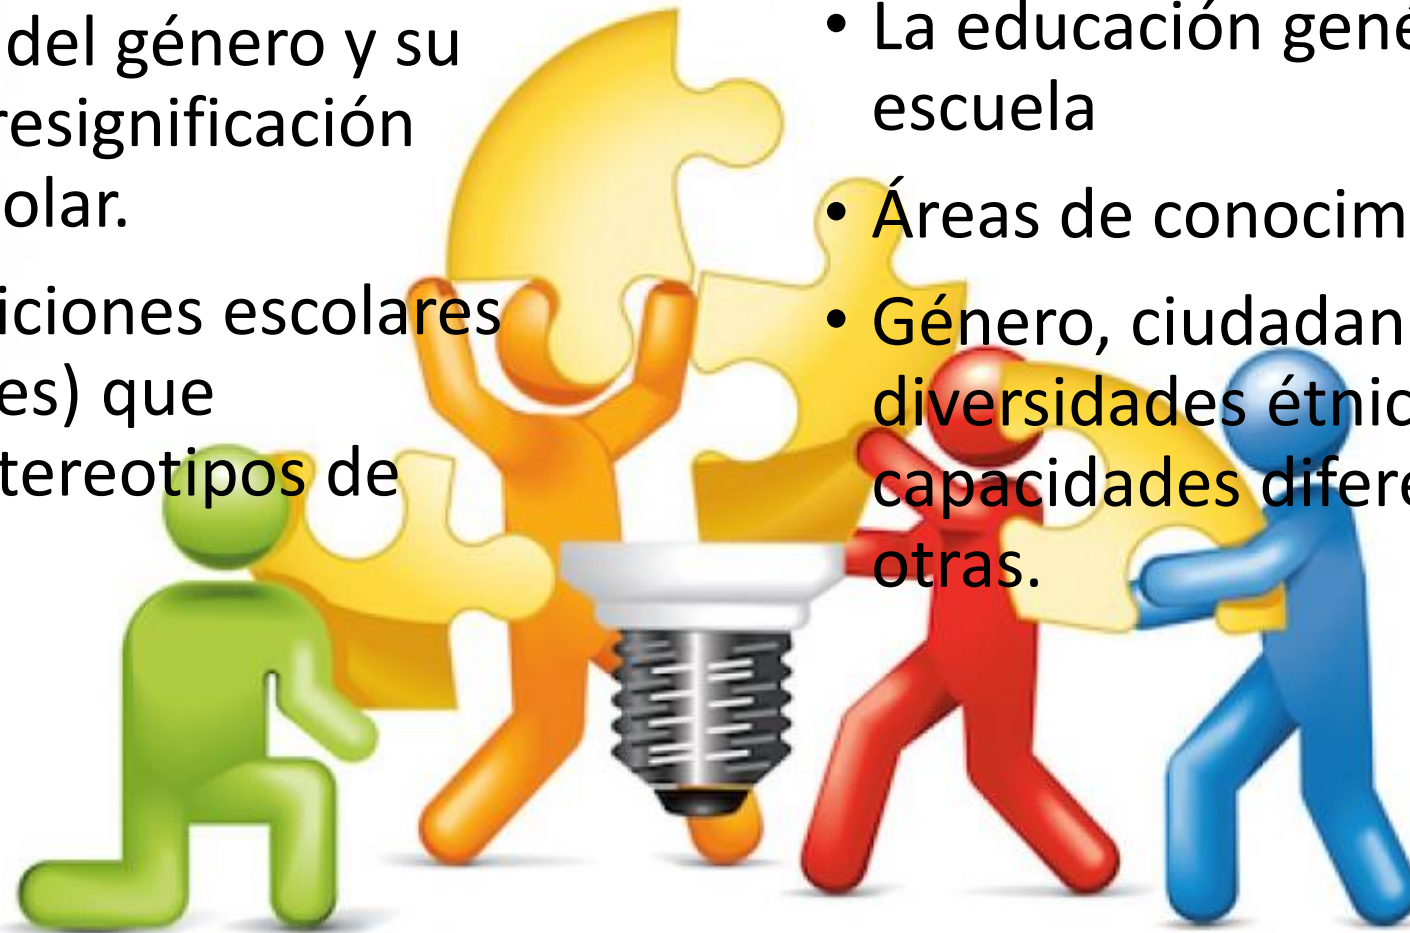 del género y su
resignificación
olar.
iciones escolares
es) que
tereotipos de
• La educación gené
escuela
• Áreas de conocim
• Género, ciudadan
diversidades étnic
capacidades difere
otras.